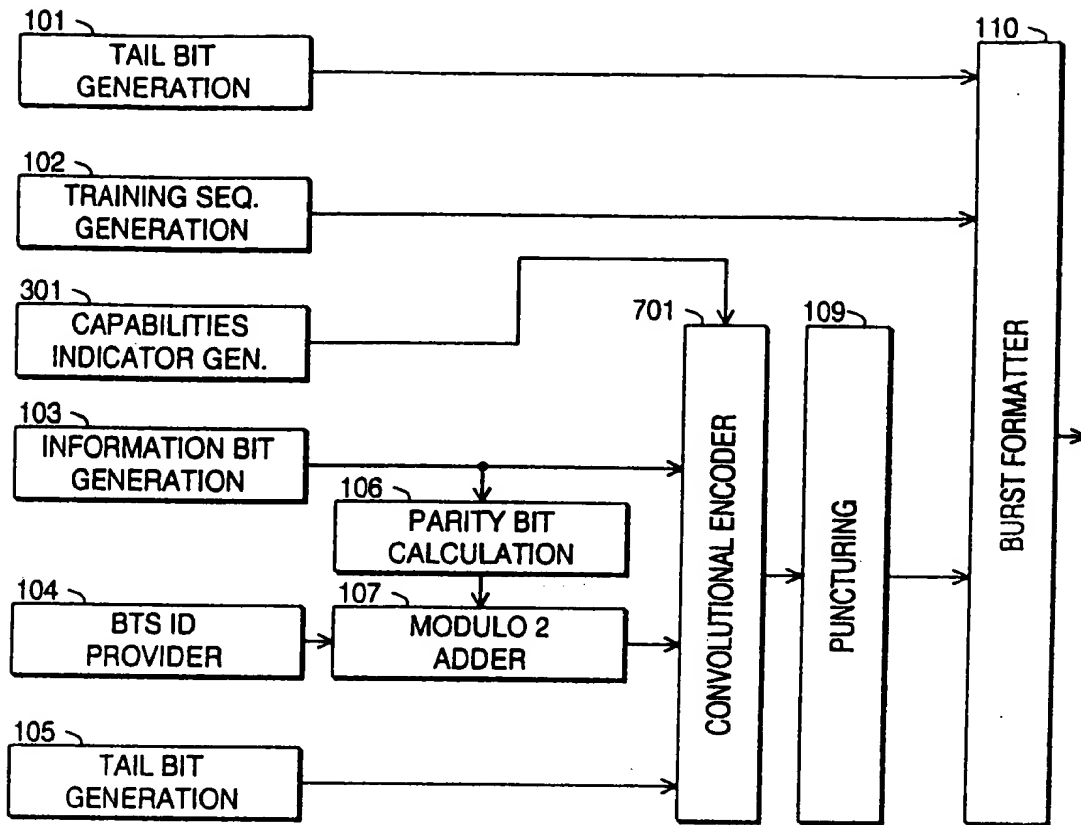 101
TAIL BIT
GENERATION
110
102
TRAINING SEQ.
GENERATION
301
CAPABILITIES
INDICATOR GEN.
701
109
103
INFORMATION BIT
GENERATION
106
PARITY BIT
CALCULATION
104
BTS ID
PROVIDER
107
MODULO 2
ADDER
105
TAIL BIT
GENERATION
CONVOLUTIONAL ENCODER
PUNCTURING
BURST FORMATTER